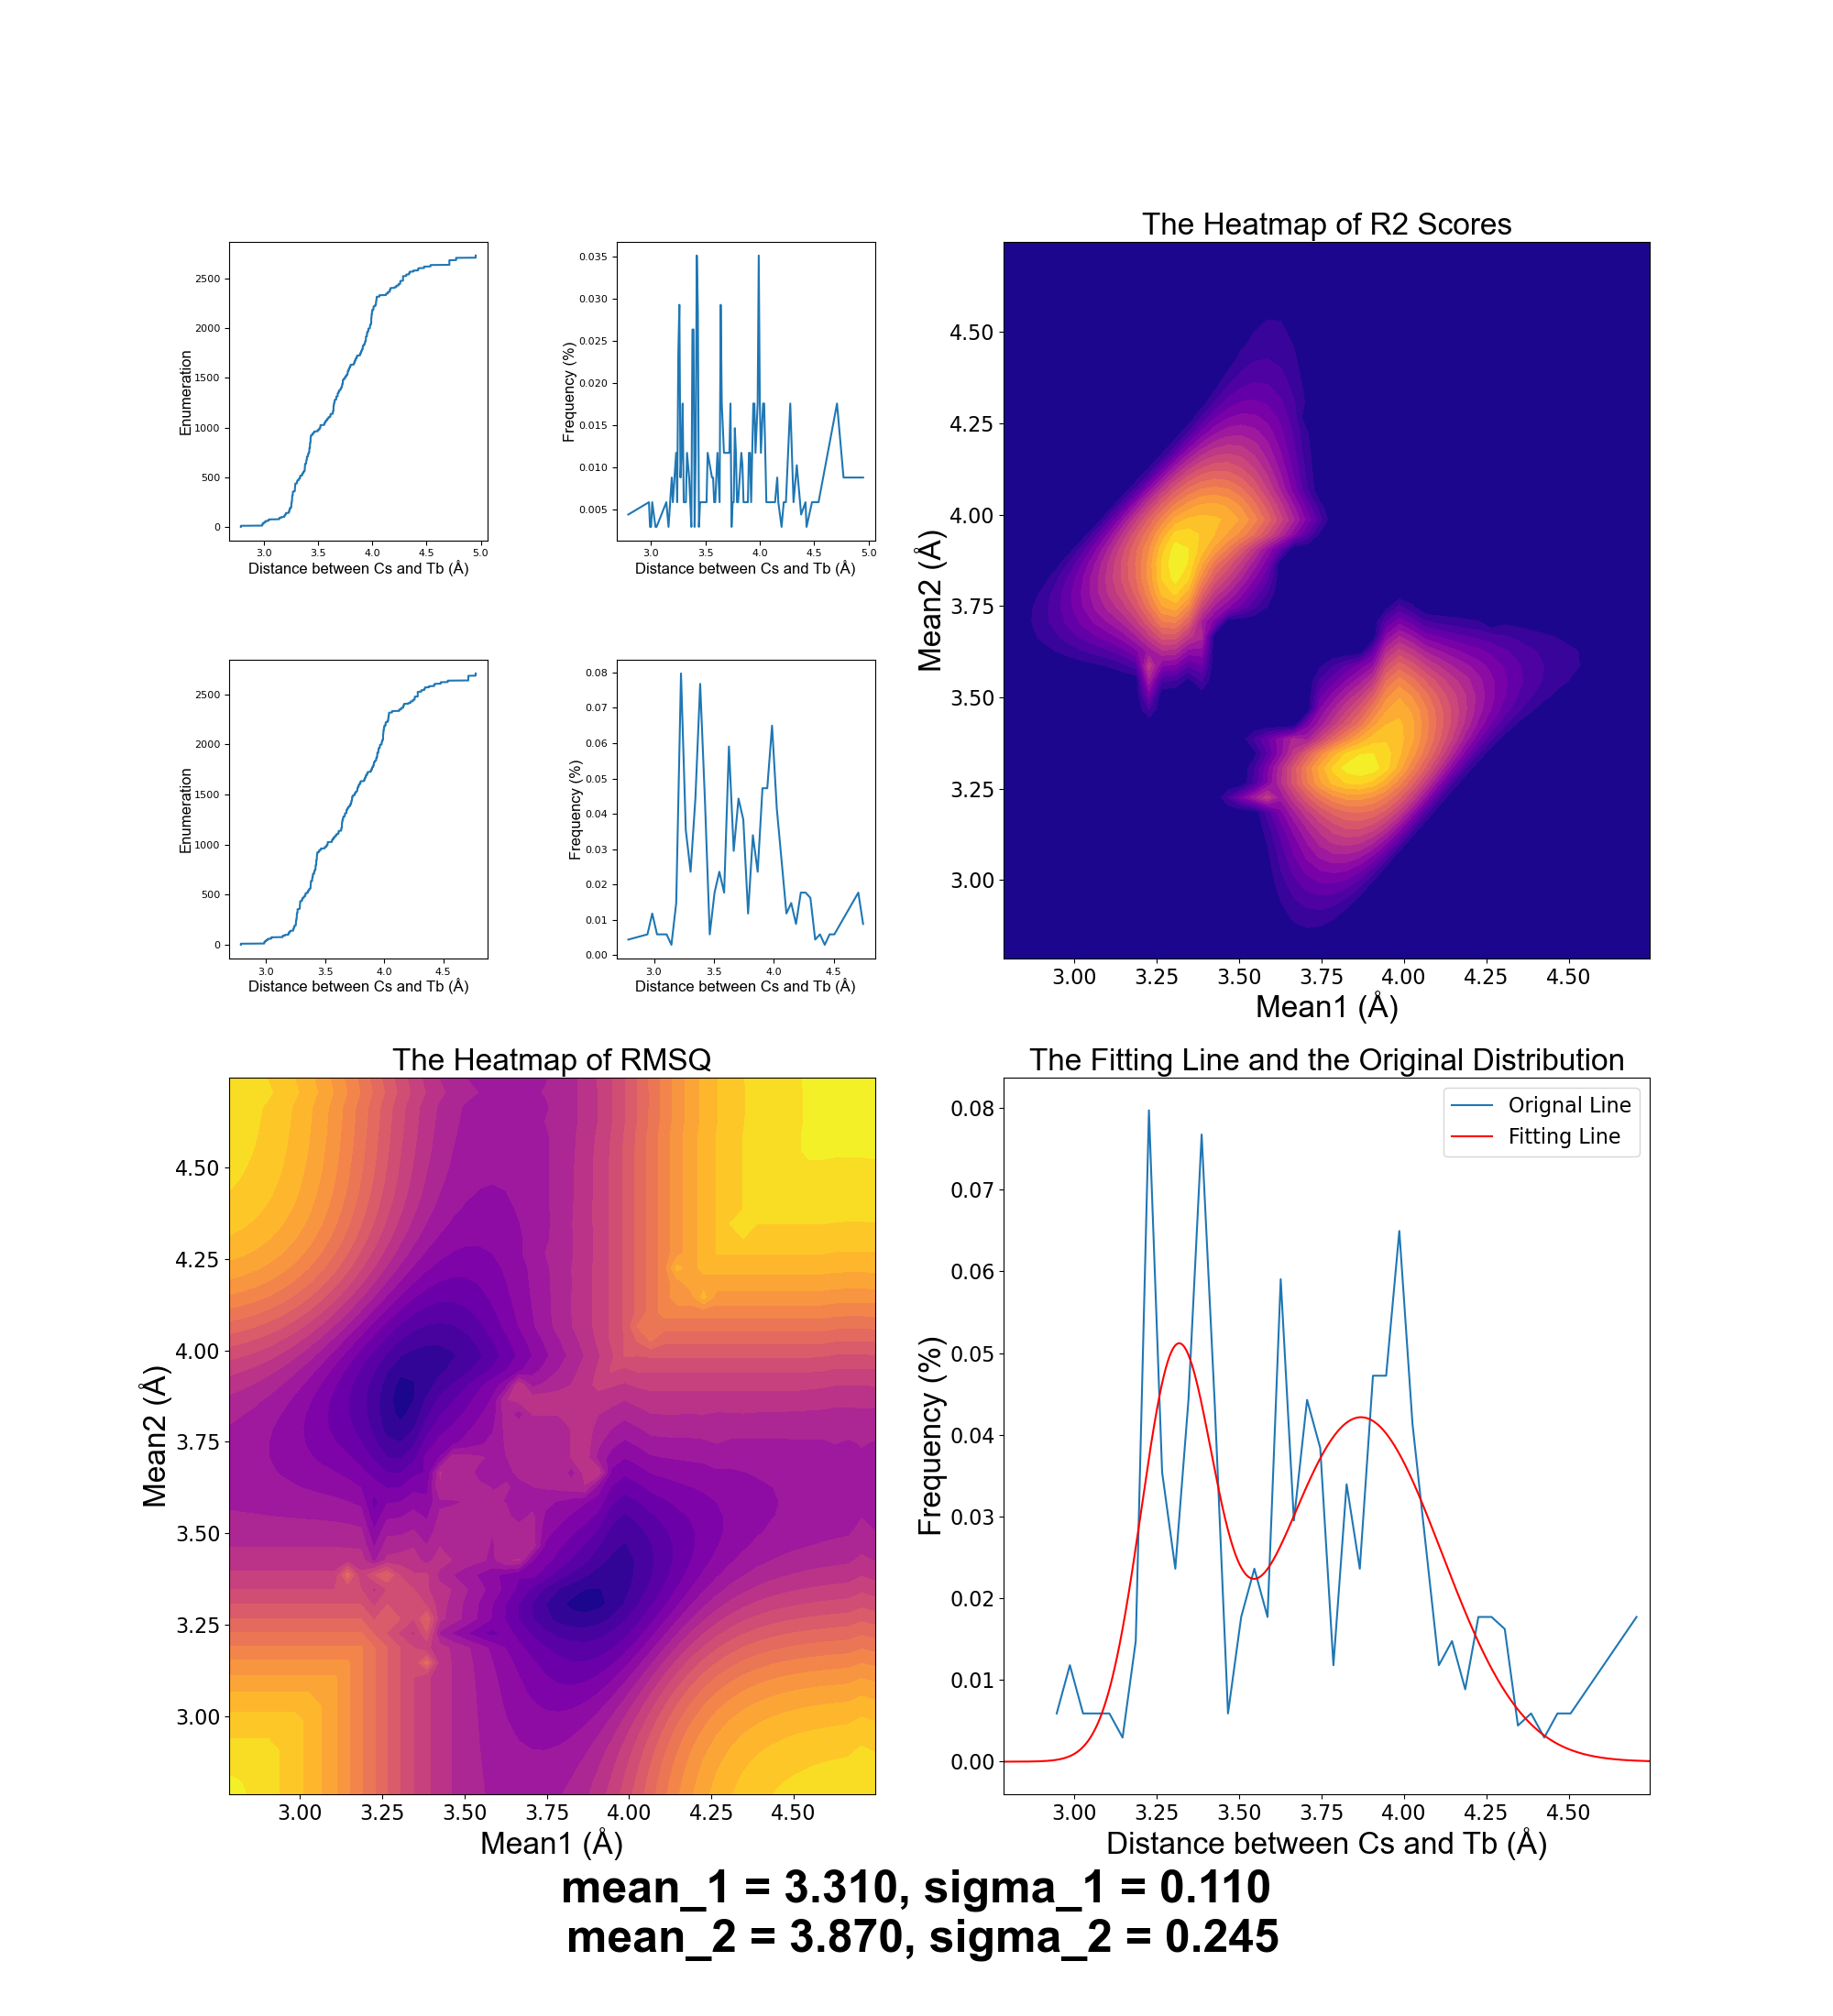 The Heatmap of R2 Scores
2500
2000
1500
1000
500
0
Enumeration
3.0 3.5 4.0 4.5 5.0
Distance between Cs and Tb (Å)
0.035
0.030
0.025
0.020
0.015
0.010
0.005
Frequency (%)
3.0 3.5 4.0 4.5 5.0
Distance between Cs and Tb (Å)
2500
2000
1500
1000
500
0
Enumeration
3.0 3.5 4.0 4.5
Distance between Cs and Tb (Å)
0.08
0.07
0.06
0.05
0.04
0.03
0.02
0.01
0.00
Frequency (%)
3.0 3.5 4.0 4.5
Distance between Cs and Tb (Å)
4.50
4.25
4.00
3.75
3.50
3.25
3.00
Mean2 (Å)
3.00 3.25 3.50 3.75 4.00 4.25 4.50
Mean1 (Å)
The Heatmap of RMSQ
4.50
4.25
4.00
3.75
3.50
3.25
3.00
Mean2 (Å)
3.00 3.25 3.50 3.75 4.00 4.25 4.50
Mean1 (Å)
The Fitting Line and the Original Distribution
Orignal Line
Fitting Line
0.08
0.07
0.06
0.05
0.04
0.03
0.02
0.01
0.00
Frequency (%)
3.00 3.25 3.50 3.75 4.00 4.25 4.50
Distance between Cs and Tb (Å)
mean_1 = 3.310, sigma_1 = 0.110
mean_2 = 3.870, sigma_2 = 0.245